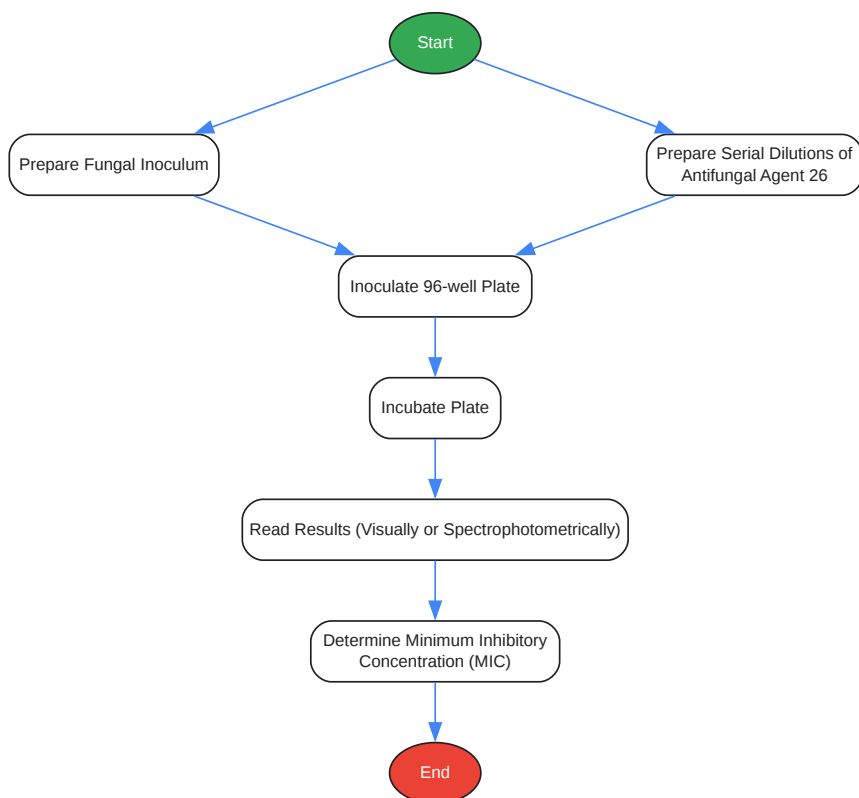 Start
Prepare Fungal Inoculum
Prepare Serial Dilutions of
Antifungal Agent 26
Inoculate 96-well Plate
Incubate Plate
Read Results (Visually or Spectrophotometrically)
Determine Minimum Inhibitory
Concentration (MIC)
End